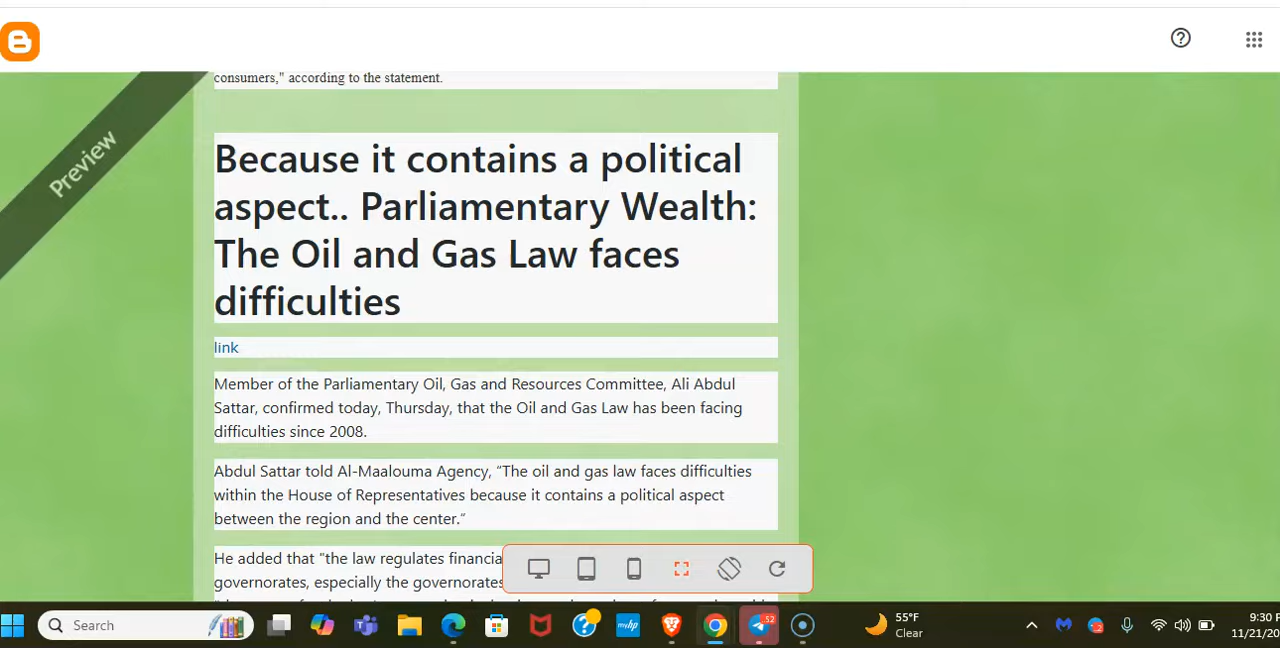 consumers," according to the statement.
Preview
Because it contains a political
aspect.. Parliamentary Wealth:
The Oil and Gas Law faces
difficulties
link
Member of the Parliamentary Oil, Gas and Resources Committee, Ali Abdul
Sattar, confirmed today, Thursday, that the Oil and Gas Law has been facing
difficulties since 2008.
Abdul Sattar told Al-Maalouma Agency, “The oil and gas law faces difficulties
within the House of Representatives because it contains a political aspect
between the region and the center.”
He added that "the law regulates financia
governorates, especially the governorates
Search
myhp
52
55°F
Clear
9:30 P
11/21/20